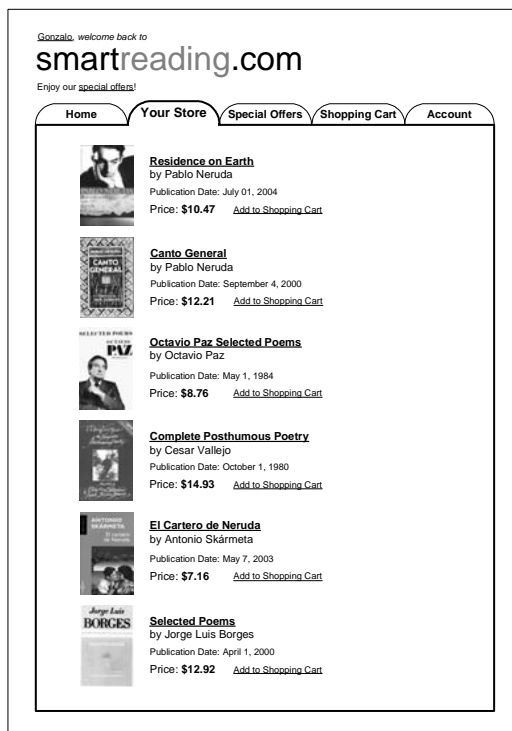 Gonzalo, welcome back to
smartreading.com
Enjoy our special offers!
Home Your Store Special Offers Shopping Cart Account
Residence on Earth
by Pablo Neruda
Publication Date: July 01, 2004
Price: $10.47 Add to Shopping Cart
CANTO
GENERAL
Canto General
by Pablo Neruda
Publication Date: September 4, 2000
Price: $12.21 Add to Shopping Cart
SELECTED POEMS
OCTAVIO
PAZ
Octavio Paz Selected Poems
by Octavio Paz
Publication Date: May 1, 1984
Price: $8.76 Add to Shopping Cart
Complete Posthumous Poetry
by Cesar Vallejo
Publication Date: October 1, 1980
Price: $14.93 Add to Shopping Cart
ANTONIO
SKÁRMETA
El cartero
de Neruda
El Cartero de Neruda
by Antonio Skármeta
Publication Date: May 7, 2003
Price: $7.16 Add to Shopping Cart
Jorge Luis
BORGES
Selected Poems
by Jorge Luis Borges
Publication Date: April 1, 2000
Price: $12.92 Add to Shopping Cart